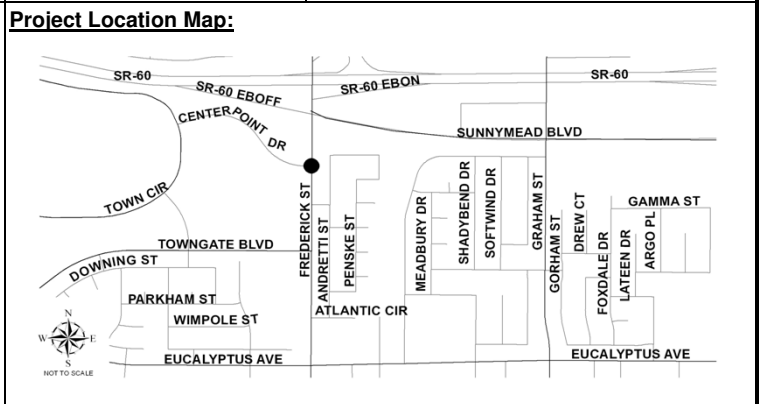 Project Location Map:
SR-60
SR-60
SR-60 EBOFF
SR-60 EBON
CENTERPOINT DR
SUNNYMEAD BLVD
TOWN CIR
FREDERICK ST
ANDRETTI ST
PENSKE ST
MEADBURY DR
SHADYBEND DR
SOFTWIND DR
GRAHAM ST
GORHAM ST
DREW CT
FOXDALE DR
LATEEN DR
ARGO PL
GAMMA ST
TOWNGATE BLVD
DOWNING ST
PARKHAM ST
WIMPOLE ST
ATLANTIC CIR
EUCALYPTUS AVE
EUCALYPTUS AVE
N
W E
S
NOT TO SCALE